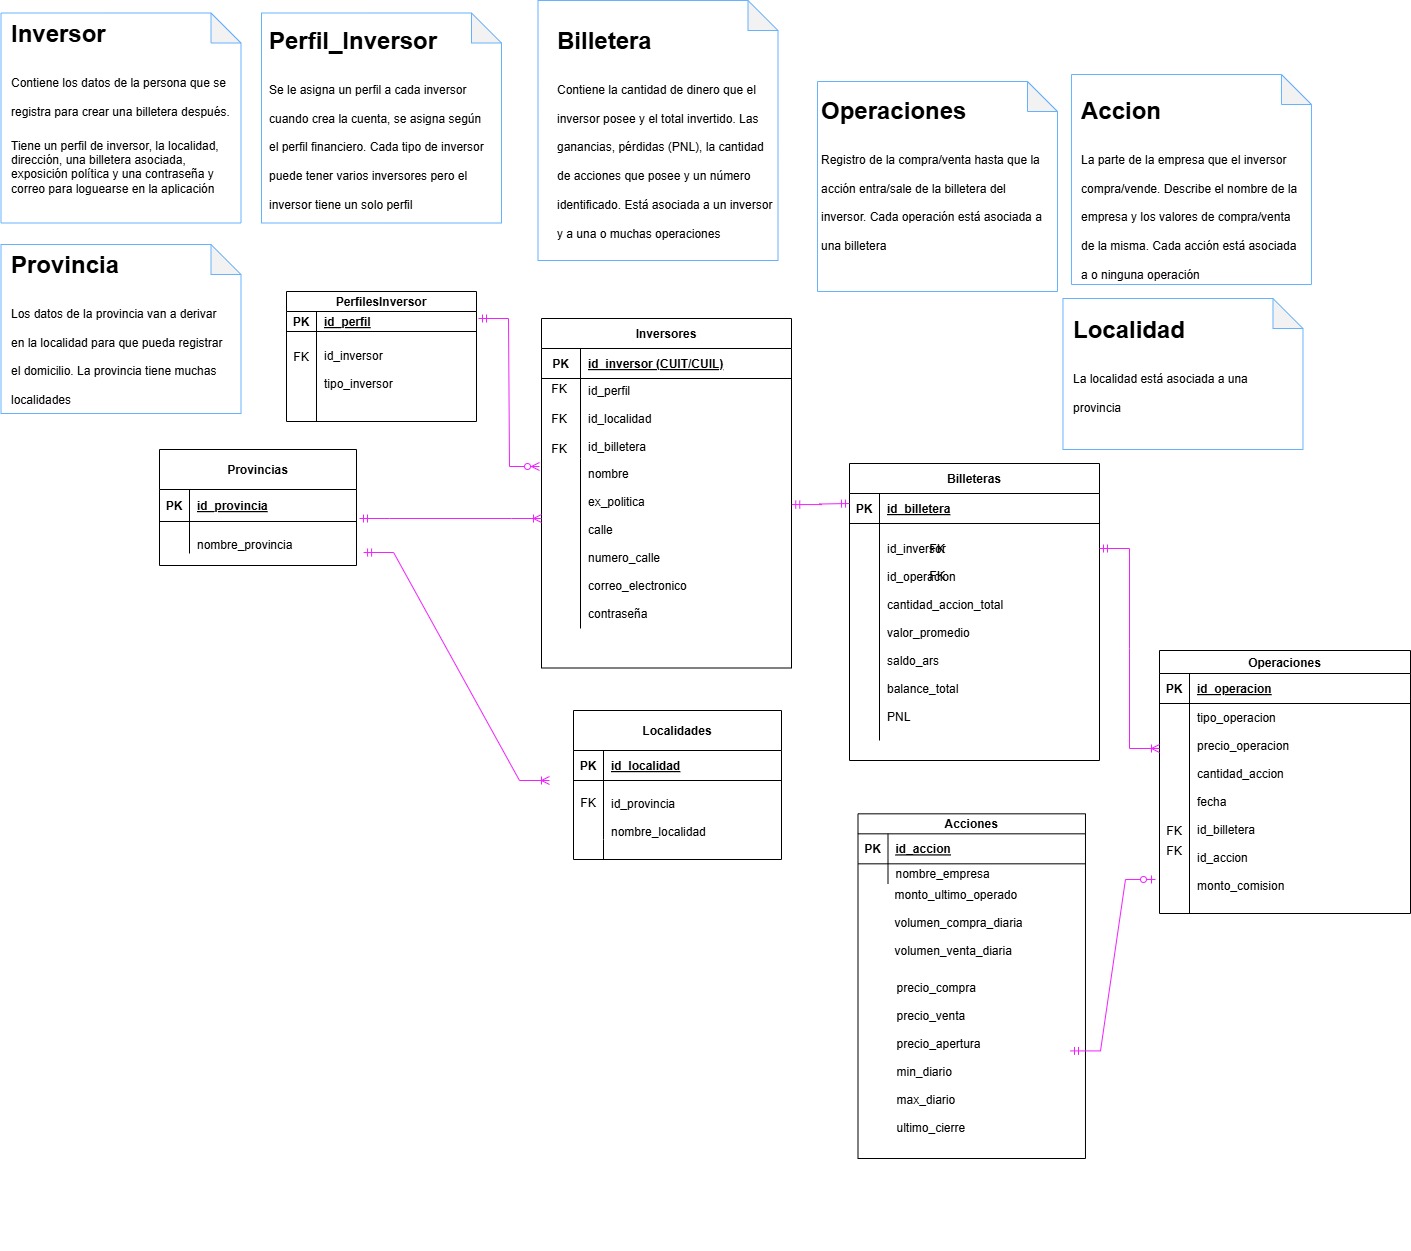 Inversor
Contiene los datos de la persona que se
registra para crear una billetera después.
Tiene un perfil de inversor, la localidad,
dirección, una billetera asociada,
exposición política y una contraseña y
correo para loguearse en la aplicación
Perfil_Inversor
Se le asigna un perfil a cada inversor
cuando crea la cuenta, se asigna según
el perfil financiero. Cada tipo de inversor
puede tener varios inversores pero el
inversor tiene un solo perfil
Billetera
Contiene la cantidad de dinero que el
inversor posee y el total invertido. Las
ganancias, pérdidas (PNL), la cantidad
de acciones que posee y un número
identificado. Está asociada a un inversor
y a una o muchas operaciones
Operaciones
Registro de la compra/venta hasta que la
acción entra/sale de la billetera del
inversor. Cada operación está asociada a
una billetera
Accion
La parte de la empresa que el inversor
compra/vende. Describe el nombre de la
empresa y los valores de compra/venta
de la misma. Cada acción está asociada
a o ninguna operación
Provincia
Los datos de la provincia van a derivar
en la localidad para que pueda registrar
el domicilio. La provincia tiene muchas
localidades
Localidad
La localidad está asociada a una
provincia
PerfilesInversor
PK id_perfil
FK id_inversor
tipo_inversor
Inversores
PK id_inversor (CUIT/CUIL)
FK id_perfil
FK id_localidad
FK id_billetera
nombre
ex_politica
calle
numero_calle
correo_electronico
contraseña
Provincias
PK id_provincia
nombre_provincia
Billeteras
PK id_billetera
id_inversor FK
id_operacion FK
cantidad_accion_total
valor_promedio
saldo_ars
balance_total
PNL
Operaciones
PK id_operacion
tipo_operacion
precio_operacion
cantidad_accion
fecha
FK id_billetera
FK id_accion
monto_comision
Localidades
PK id_localidad
FK id_provincia
nombre_localidad
Acciones
PK id_accion
nombre_empresa
monto_ultimo_operado
volumen_compra_diaria
volumen_venta_diaria
precio_compra
precio_venta
precio_apertura
min_diario
max_diario
ultimo_cierre